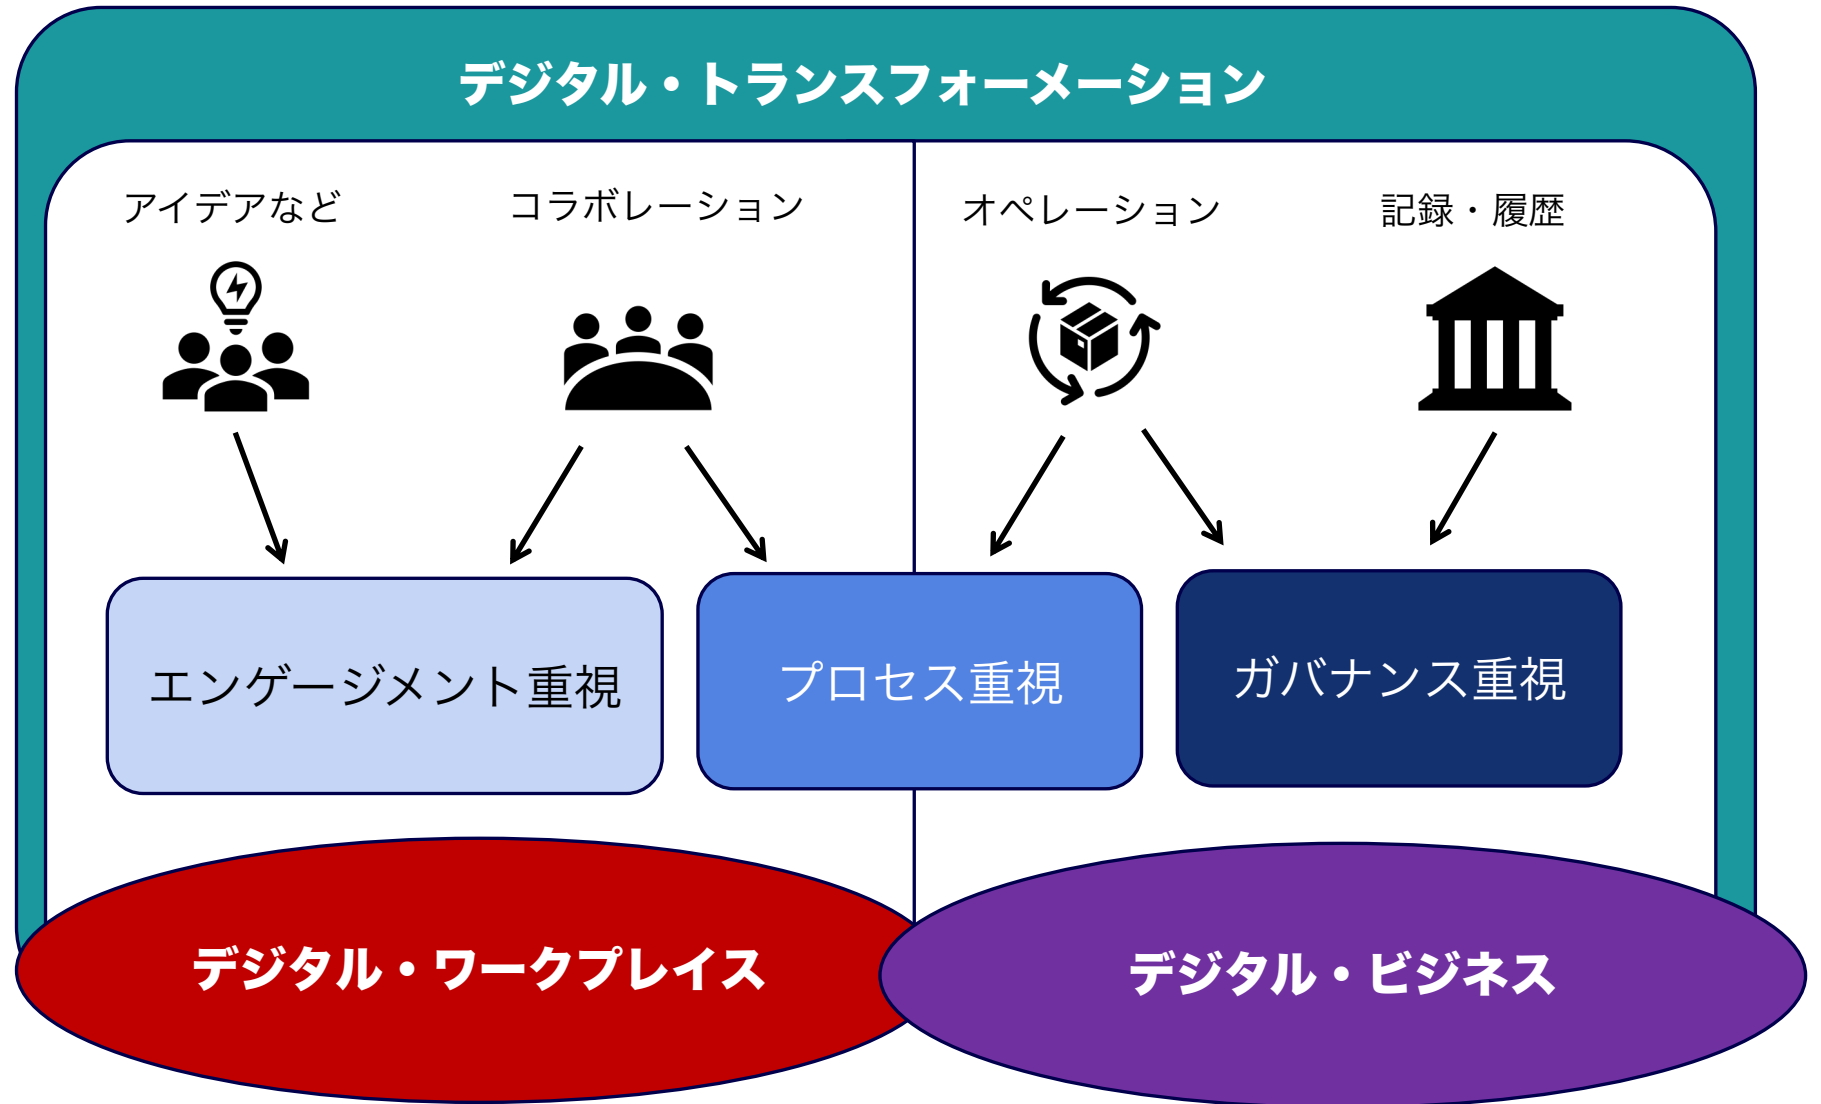 デジタル・トランスフォーメーション
アイデアなど
コラボレーション
オペレーション
記録・履歴
エンゲージメント重視
プロセス重視
ガバナンス重視
デジタル・ワークプレイス
デジタル・ビジネス